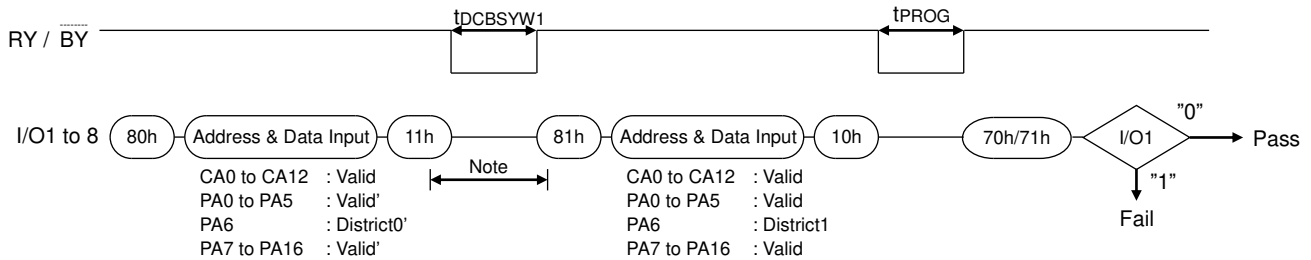 tDCBSYW1
tPROG
RY / BY
"0"
I/O1 to 8 80h Address & Data Input 11h 81h Address & Data Input 10h 70h/71h I/O1 Pass
Note
"1"
Fail
CA0 to CA12 : Valid
PA0 to PA5 : Valid’
PA6 : District0’
PA7 to PA16 : Valid’
CA0 to CA12 : Valid
PA0 to PA5 : Valid
PA6 : District1
PA7 to PA16 : Valid